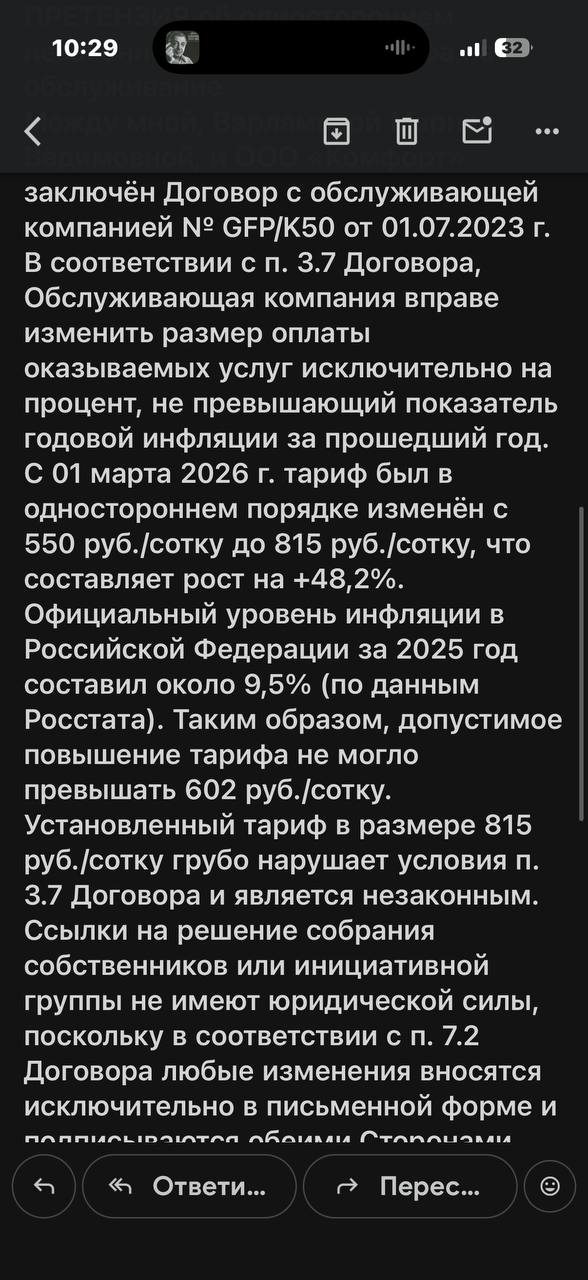 10:29
32
обслуживание
заключён Договор с обслуживающей
компанией № GFP/K50 от 01.07.2023 г.
В соответствии с п. 3.7 Договора,
Обслуживающая компания вправе
изменить размер оплаты
оказываемых услуг исключительно на
процент, не превышающий показатель
годовой инфляции за прошедший год.
С 01 марта 2026 г. тариф был в
одностороннем порядке изменён с
550 руб./сотку до 815 руб./сотку, что
составляет рост на +48,2%.
Официальный уровень инфляции в
Российской Федерации за 2025 год
составил около 9,5% (по данным
Росстата). Таким образом, допустимое
повышение тарифа не могло
превышать 602 руб./сотку.
Установленный тариф в размере 815
руб./сотку грубо нарушает условия п.
3.7 Договора и является незаконным.
Ссылки на решение собрания
собственников или инициативной
группы не имеют юридической силы,
поскольку в соответствии с п. 7.2
Договора любые изменения вносятся
исключительно в письменной форме и
подписываются обеими Сторонами
Ответи...
Перес...